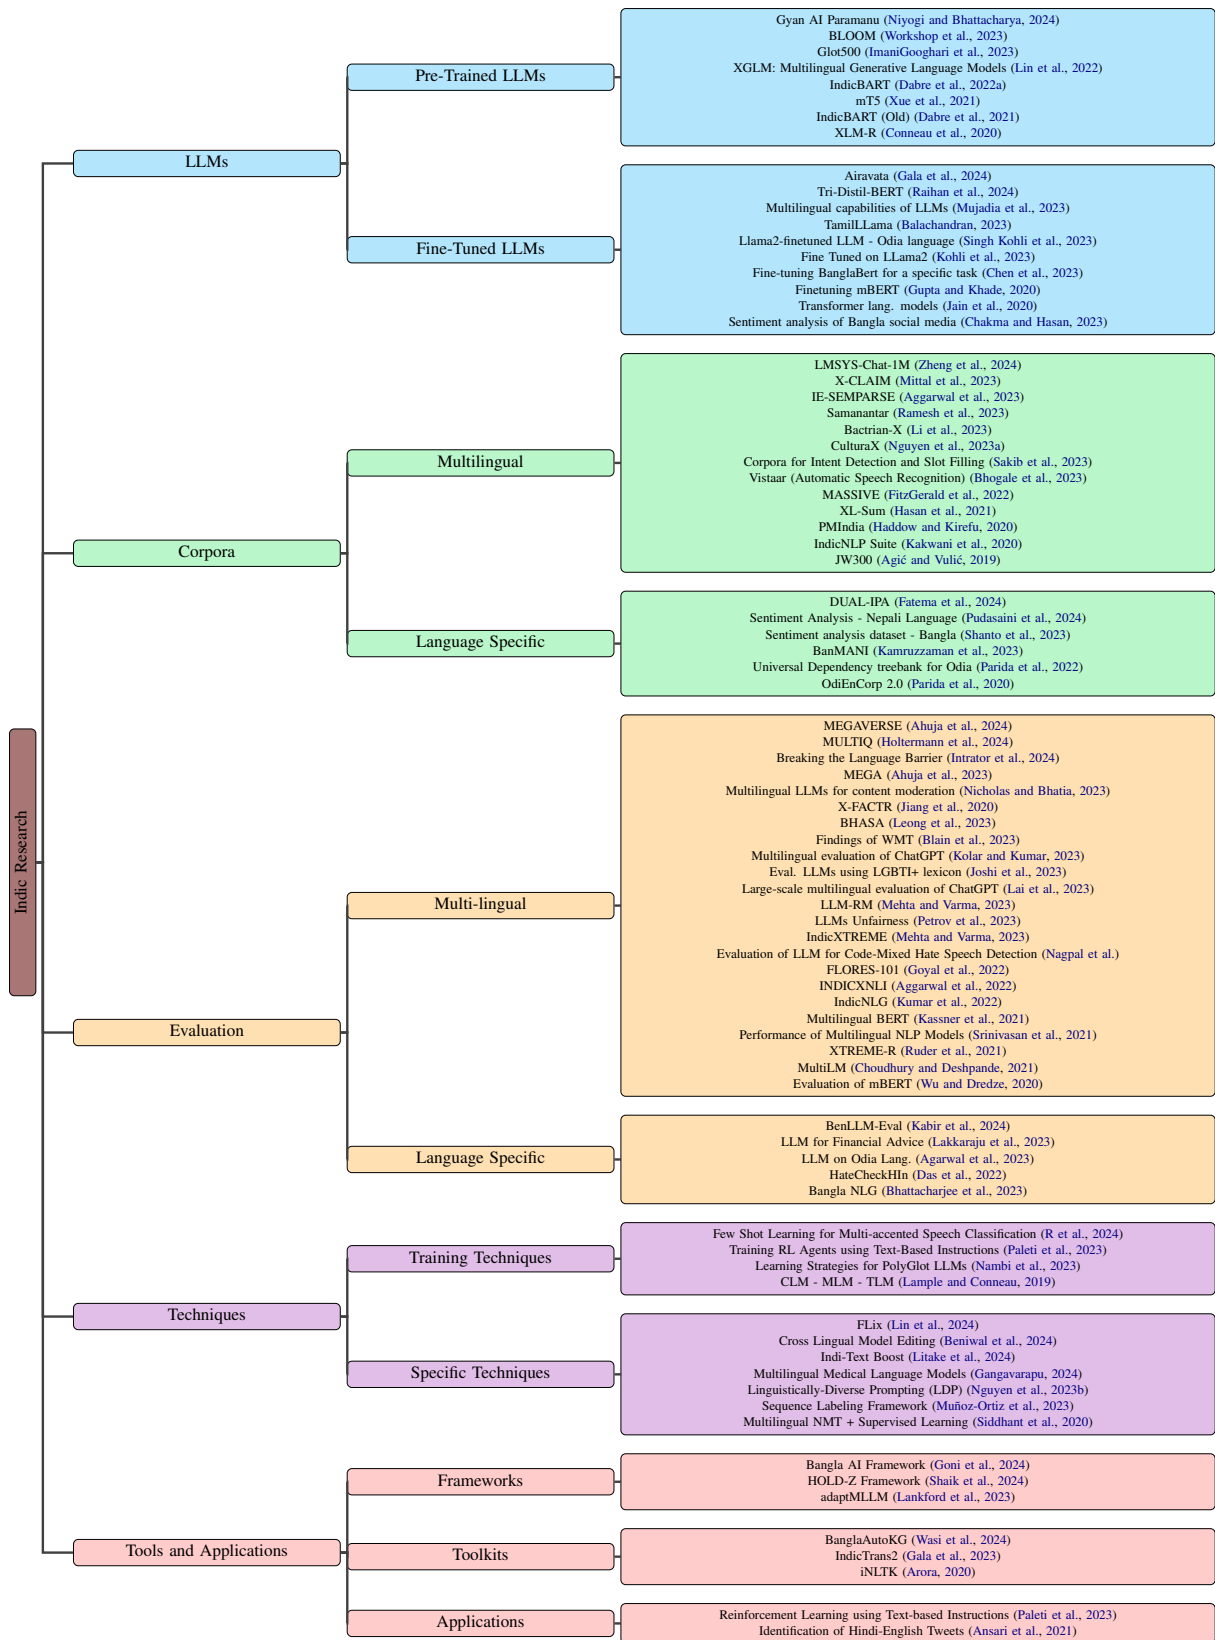 Indic Research
LLMs
Pre-Trained LLMs
Gyan AI Paramanu (Niyogi and Bhattacharya, 2024)
BLOOM (Workshop et al., 2023)
Glot500 (ImaniGooghari et al., 2023)
XGLM: Multilingual Generative Language Models (Lin et al., 2022)
IndicBART (Dabre et al., 2022a)
mT5 (Xue et al., 2021)
IndicBART (Old) (Dabre et al., 2021)
XLM-R (Conneau et al., 2020)
Fine-Tuned LLMs
Airavata (Gala et al., 2024)
Tri-Distil-BERT (Raihan et al., 2024)
Multilingual capabilities of LLMs (Mujadia et al., 2023)
TamilLLama (Balachandran, 2023)
Llama2-finetuned LLM - Odia language (Singh Kohli et al., 2023)
Fine Tuned on LLama2 (Kohli et al., 2023)
Fine-tuning BanglaBert for a specific task (Chen et al., 2023)
Finetuning mBERT (Gupta and Khade, 2020)
Transformer lang. models (Jain et al., 2020)
Sentiment analysis of Bangla social media (Chakma and Hasan, 2023)
Corpora
Multilingual
LMSYS-Chat-1M (Zheng et al., 2024)
X-CLAIM (Mittal et al., 2023)
IE-SEMPARSE (Aggarwal et al., 2023)
Samanantar (Ramesh et al., 2023)
Bactrian-X (Li et al., 2023)
CulturaX (Nguyen et al., 2023a)
Corpora for Intent Detection and Slot Filling (Sakib et al., 2023)
Vistaar (Automatic Speech Recognition) (Bhogale et al., 2023)
MASSIVE (FitzGerald et al., 2022)
XL-Sum (Hasan et al., 2021)
PMIndia (Haddow and Kirefu, 2020)
IndicNLP Suite (Kakwani et al., 2020)
JW300 (Agić and Vulić, 2019)
Language Specific
DUAL-IPA (Fatema et al., 2024)
Sentiment Analysis - Nepali Language (Pudasaini et al., 2024)
Sentiment analysis dataset - Bangla (Shanto et al., 2023)
BanMANI (Kamruzzaman et al., 2023)
Universal Dependency treebank for Odia (Parida et al., 2022)
OdiEnCorp 2.0 (Parida et al., 2020)
Evaluation
Multi-lingual
MEGAVERSE (Ahuja et al., 2024)
MULTIQ (Holtermann et al., 2024)
Breaking the Language Barrier (Intrator et al., 2024)
MEGA (Ahuja et al., 2023)
Multilingual LLMs for content moderation (Nicholas and Bhatia, 2023)
X-FACTR (Jiang et al., 2020)
BHASA (Leong et al., 2023)
Findings of WMT (Blain et al., 2023)
Multilingual evaluation of ChatGPT (Kolar and Kumar, 2023)
Eval. LLMs using LGBTI+ lexicon (Joshi et al., 2023)
Large-scale multilingual evaluation of ChatGPT (Lai et al., 2023)
LLM-RM (Mehta and Varma, 2023)
LLMs Unfairness (Petrov et al., 2023)
IndicXTREME (Mehta and Varma, 2023)
Evaluation of LLM for Code-Mixed Hate Speech Detection (Nagpal et al.)
FLORES-101 (Goyal et al., 2022)
INDICXNLI (Aggarwal et al., 2022)
IndicNLG (Kumar et al., 2022)
Multilingual BERT (Kassner et al., 2021)
Performance of Multilingual NLP Models (Srinivasan et al., 2021)
XTREME-R (Ruder et al., 2021)
MultiLM (Choudhury and Deshpande, 2021)
Evaluation of mBERT (Wu and Dredze, 2020)
Language Specific
BenLLM-Eval (Kabir et al., 2024)
LLM for Financial Advice (Lakkaraju et al., 2023)
LLM on Odia Lang. (Agarwal et al., 2023)
HateCheckHIn (Das et al., 2022)
Bangla NLG (Bhattacharjee et al., 2023)
Techniques
Training Techniques
Few Shot Learning for Multi-accented Speech Classification (R et al., 2024)
Training RL Agents using Text-Based Instructions (Paleti et al., 2023)
Learning Strategies for PolyGlot LLMs (Nambi et al., 2023)
CLM - MLM - TLM (Lample and Conneau, 2019)
Specific Techniques
FLix (Lin et al., 2024)
Cross Lingual Model Editing (Beniwal et al., 2024)
Indi-Text Boost (Litake et al., 2024)
Multilingual Medical Language Models (Gangavarapu, 2024)
Linguistically-Diverse Prompting (LDP) (Nguyen et al., 2023b)
Sequence Labeling Framework (Muñoz-Ortiz et al., 2023)
Multilingual NMT + Supervised Learning (Siddhant et al., 2020)
Tools and Applications
Frameworks
Bangla AI Framework (Goni et al., 2024)
HOLD-Z Framework (Shaik et al., 2024)
adaptMLLM (Lankford et al., 2023)
Toolkits
BanglaAutoKG (Wasi et al., 2024)
IndicTrans2 (Gala et al., 2023)
iNLTK (Arora, 2020)
Applications
Reinforcement Learning using Text-based Instructions (Paleti et al., 2023)
Identification of Hindi-English Tweets (Ansari et al., 2021)